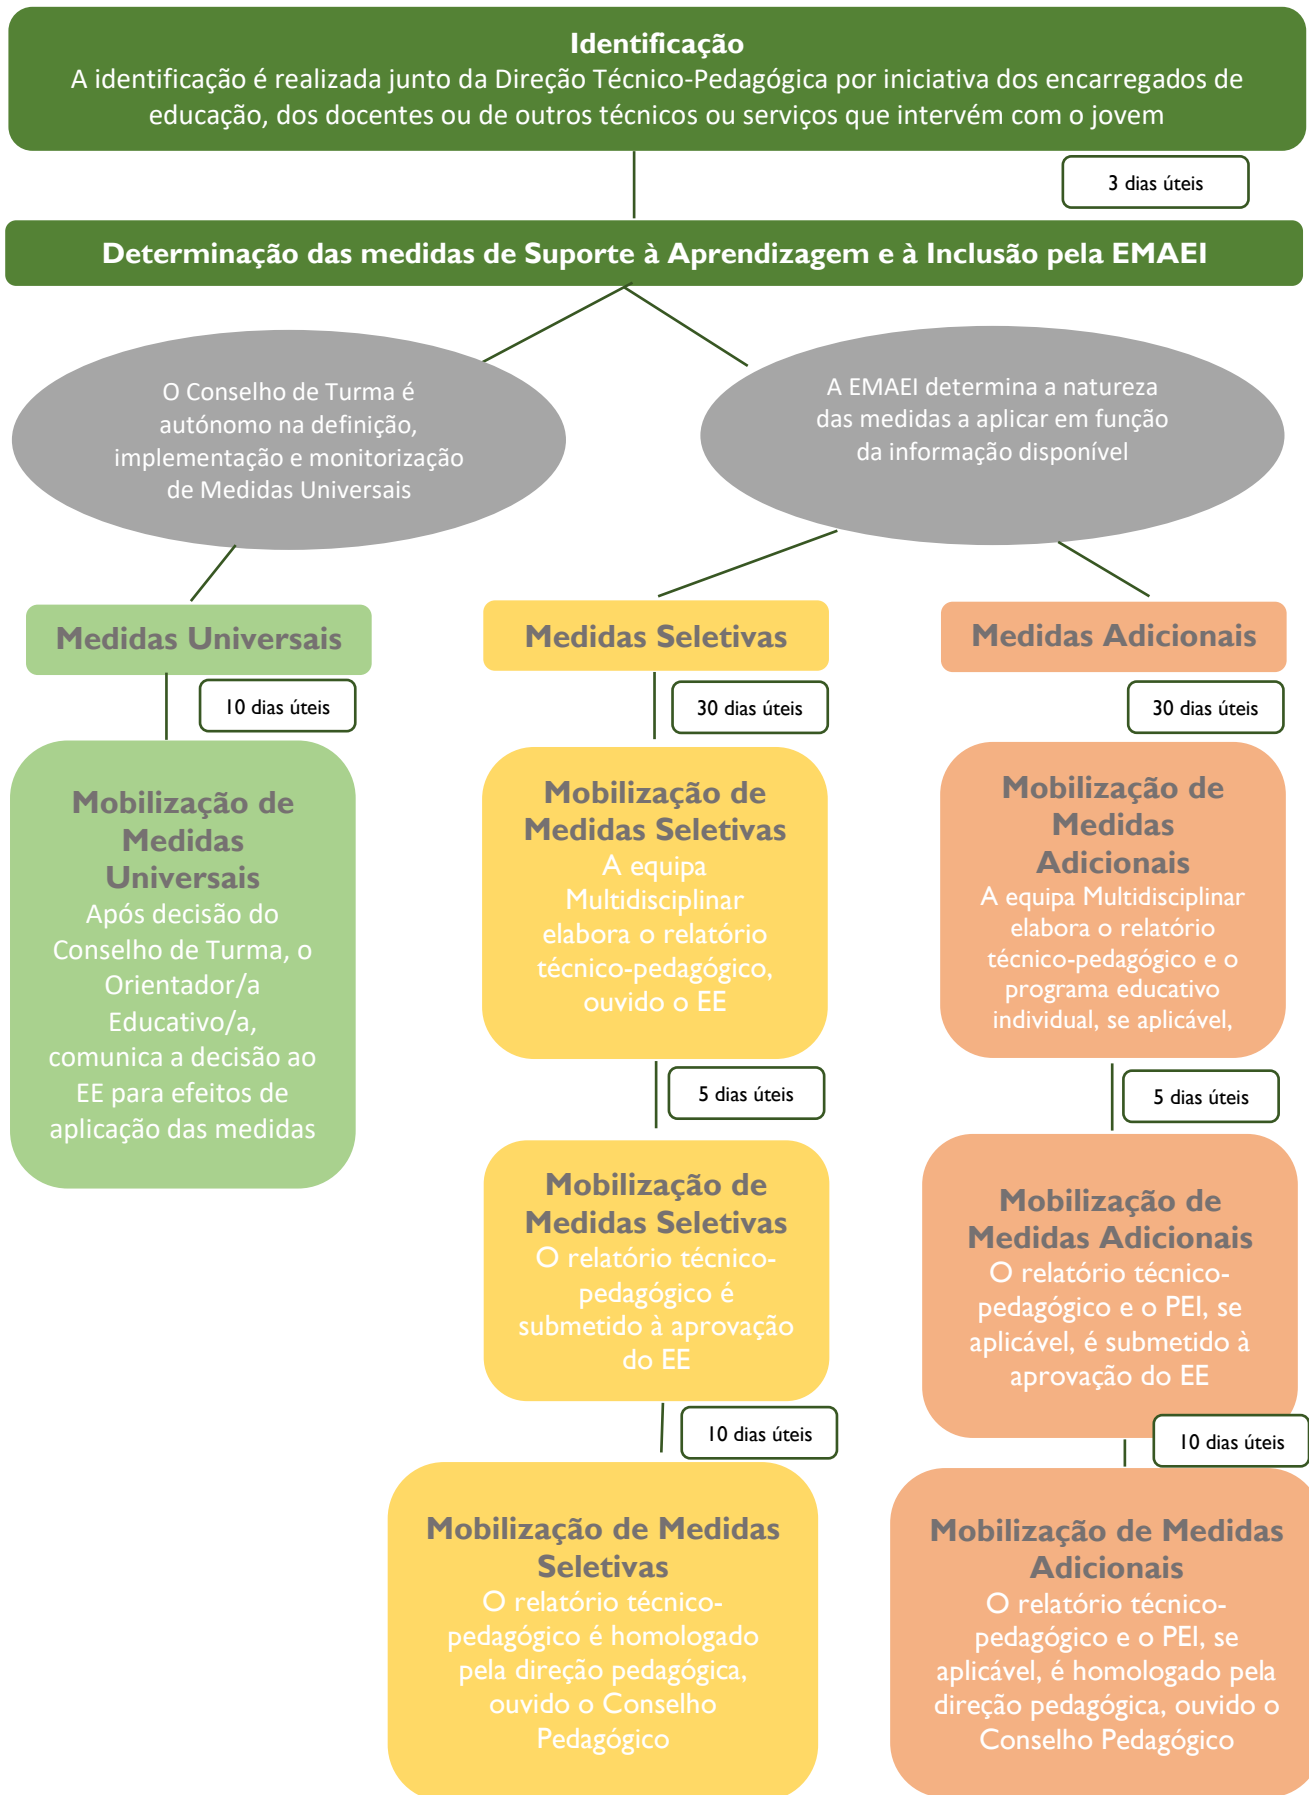 Identificação
A identificação é realizada junto da Direção Técnico-Pedagógica por iniciativa dos encarregados de
educação, dos docentes ou de outros técnicos ou serviços que intervém com o jovem
3 dias úteis
Determinação das medidas de Suporte à Aprendizagem e à Inclusão pela EMAEI
O Conselho de Turma é
autónomo na definição,
implementação e monitorização
de Medidas Universais
A EMAEI determina a natureza
das medidas a aplicar em função
da informação disponível
Medidas Universais
10 dias úteis
Mobilização de
Medidas
Universais
Após decisão do
Conselho de Turma, o
Orientador/a
Educativo/a,
comunica a decisão ao
EE para efeitos de
aplicação das medidas
Medidas Seletivas
30 dias úteis
Mobilização de
Medidas Seletivas
A equipa
Multidisciplinar
elabora o relatório
técnico-pedagógico,
ouvido o EE
5 dias úteis
Mobilização de
Medidas Seletivas
O relatório técnico-
pedagógico é
submetido à aprovação
do EE
10 dias úteis
Mobilização de Medidas
Seletivas
O relatório técnico-
pedagógico é homologado
pela direção pedagógica,
ouvido o Conselho
Pedagógico
Medidas Adicionais
30 dias úteis
Mobilização de
Medidas
Adicionais
A equipa Multidisciplinar
elabora o relatório
técnico-pedagógico e o
programa educativo
individual, se aplicável,
5 dias úteis
Mobilização de
Medidas Adicionais
O relatório técnico-
pedagógico e o PEI, se
aplicável, é submetido à
aprovação do EE
10 dias úteis
Mobilização de Medidas
Adicionais
O relatório técnico-
pedagógico e o PEI, se
aplicável, é homologado pela
direção pedagógica, ouvido o
Conselho Pedagógico